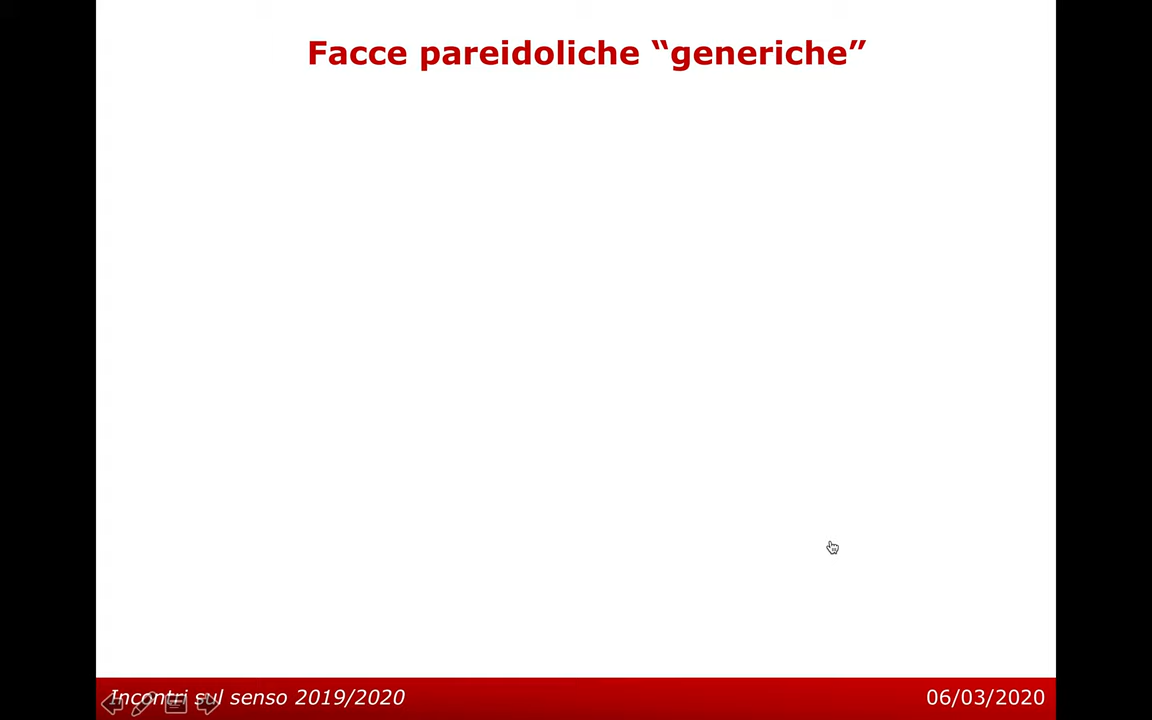 Facce pareidoliche “generiche”
Incontri sul senso 2019/2020
06/03/2020